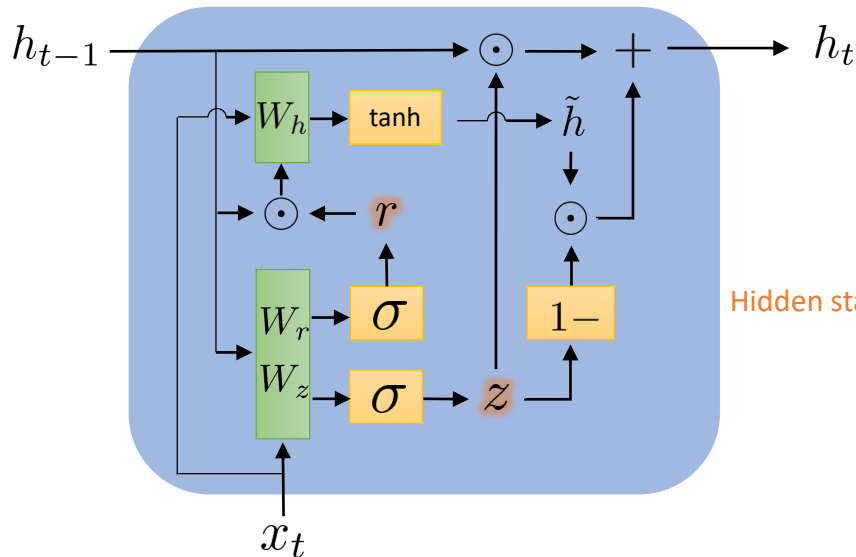 h_{t-1} ⊙ + h_t
W_h tanh h̃
⊙ r ⊙
W_r σ 1− Hidden sta
W_z σ z
x_t